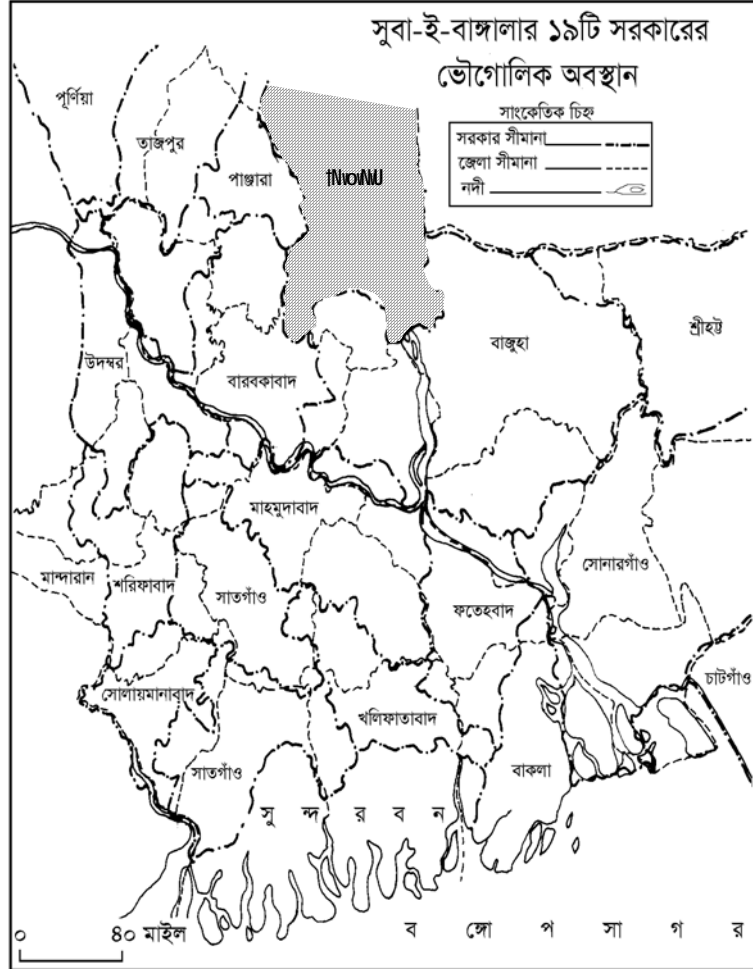 সুবা-ই-বাঙ্গালার ১৯টি সরকারের
ভৌগোলিক অবস্থান
সাংকেতিক চিহ্ন
সরকার সীমানা
জেলা সীমানা
নদী
পূর্ণিয়া
তাজপুর
পাঞ্জারা
শ্রীহট্ট
বাজুহা
উদম্বর
বারবকাবাদ
মাহমুদাবাদ
মান্দারান
শরিফাবাদ
সাতগাঁও
সোনারগাঁও
ফতেহবাদ
চাটগাঁও
সোলায়মানাবাদ
খলিফাতাবাদ
সাতগাঁও
বাকলা
সু ন্দ র ব ন
ব ঙ্গো প সা গ র
০ ৪০ মাইল